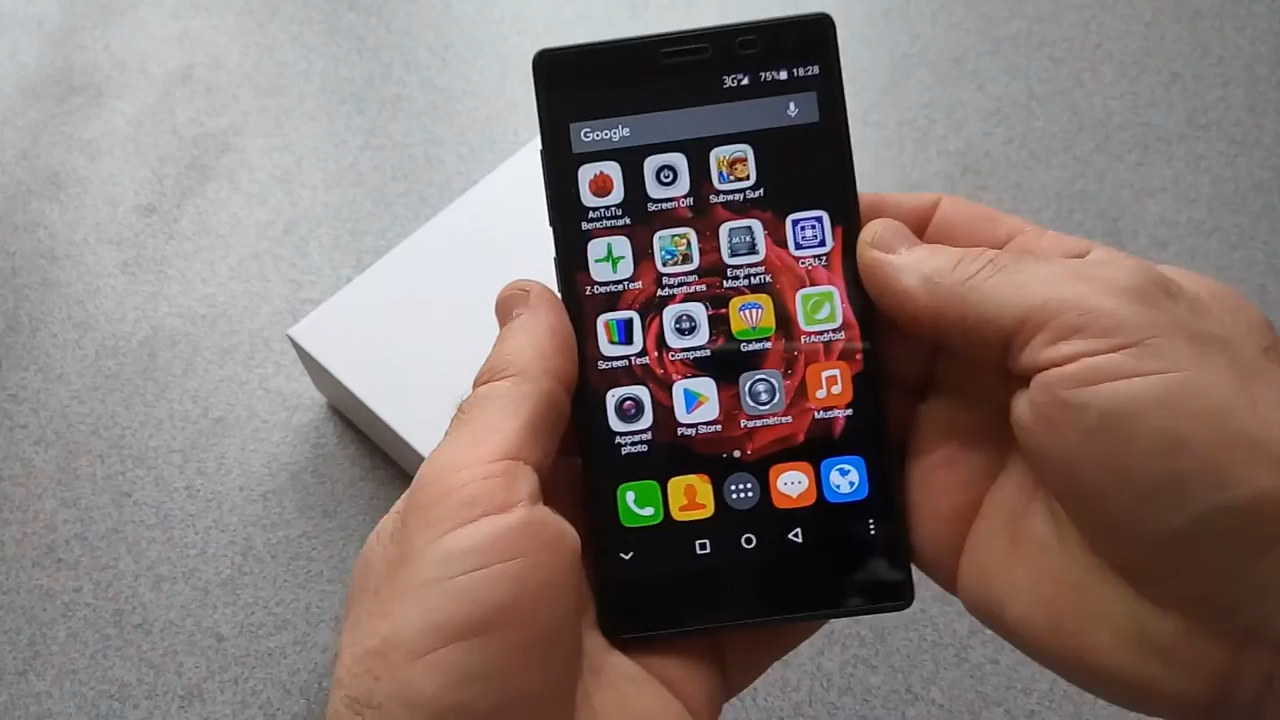 3G 75% 18:28
Google
AnTuTu
Benchmark
Screen Off
Subway Surf
Z-DeviceTest
Rayman
Adventures
MTK
Engineer
Mode MTK
CPU-Z
Screen Test
Compass
Galerie
FrAndroid
Appareil
photo
Play Store
Paramètres
Musique